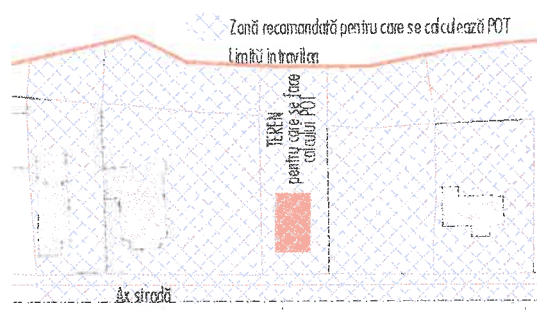 Zonă recomandată pentru care se calculează POT
Limită intravilan
TEREN
pentru care se face
calculul POT
Ax stradă